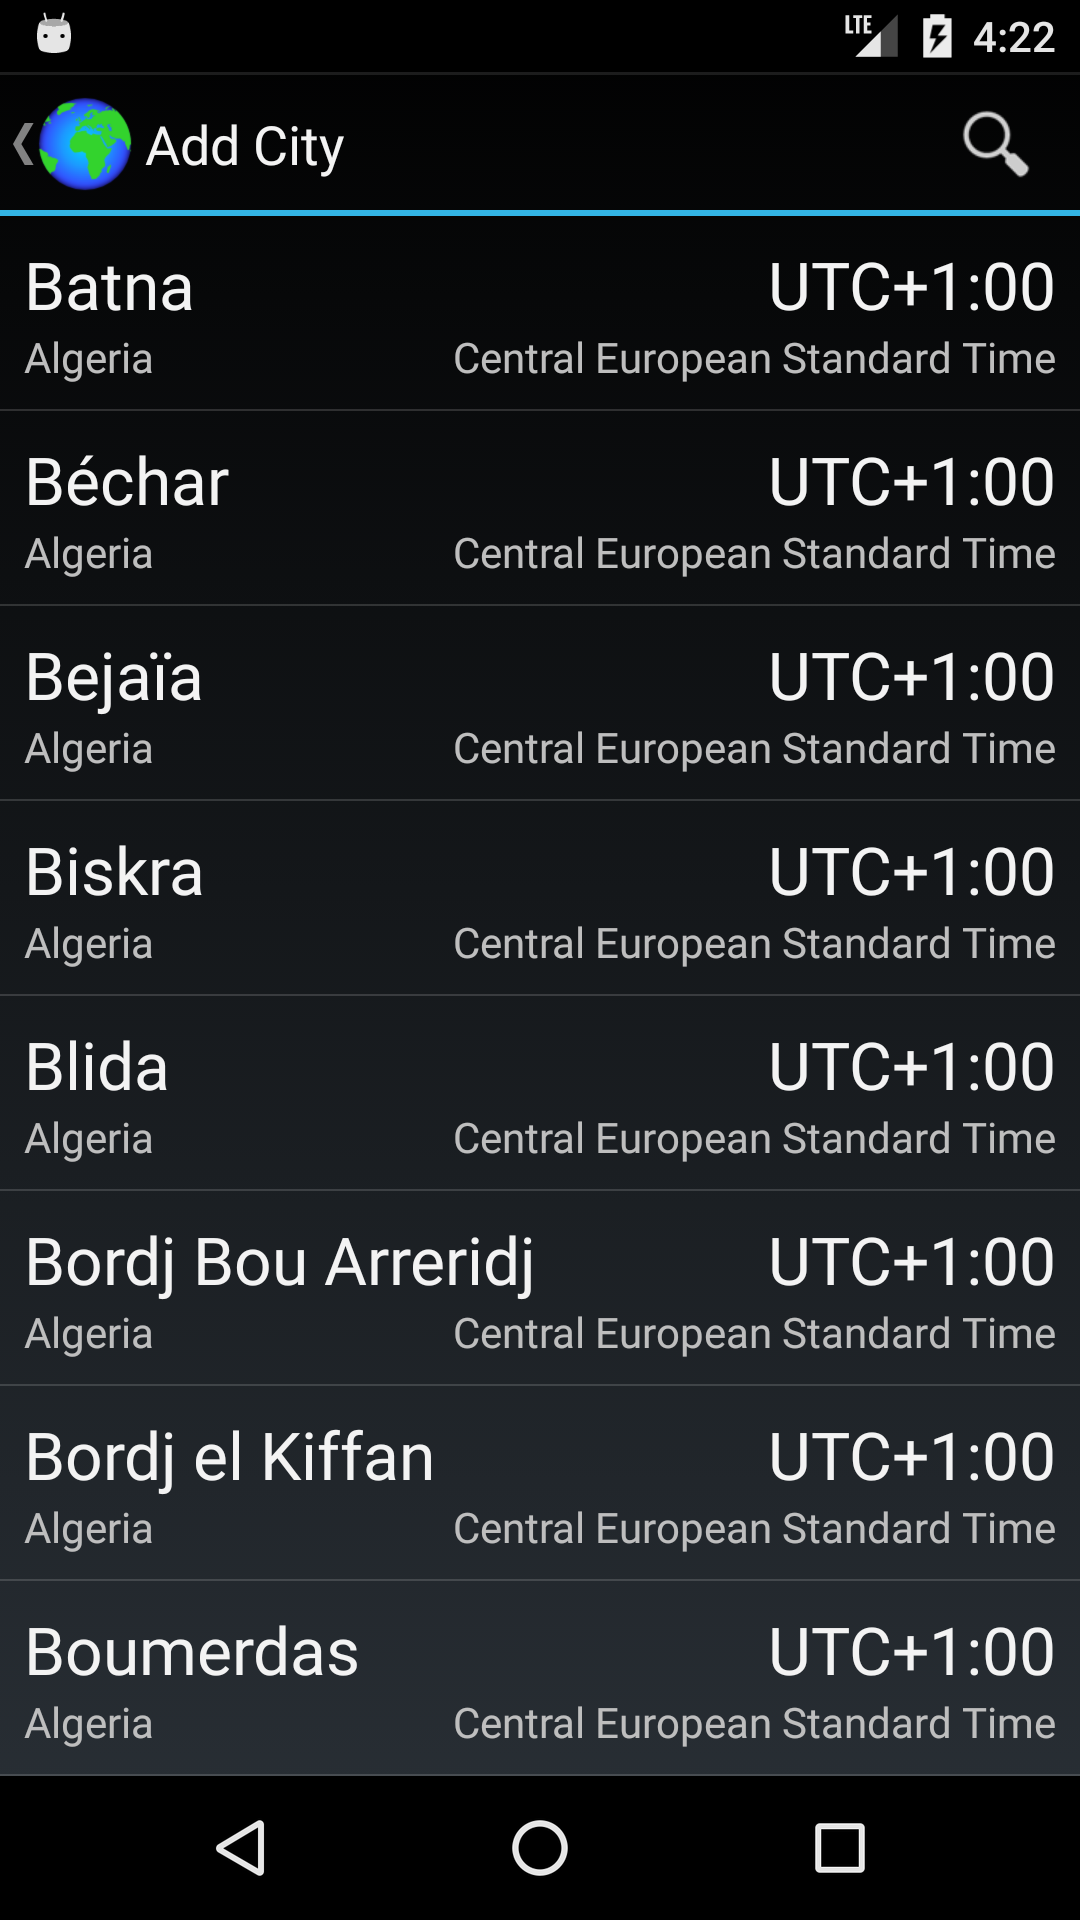 LTE 4:22
Add City
Batna UTC+1:00
Algeria Central European Standard Time
Béchar UTC+1:00
Algeria Central European Standard Time
Bejaïa UTC+1:00
Algeria Central European Standard Time
Biskra UTC+1:00
Algeria Central European Standard Time
Blida UTC+1:00
Algeria Central European Standard Time
Bordj Bou Arreridj UTC+1:00
Algeria Central European Standard Time
Bordj el Kiffan UTC+1:00
Algeria Central European Standard Time
Boumerdas UTC+1:00
Algeria Central European Standard Time